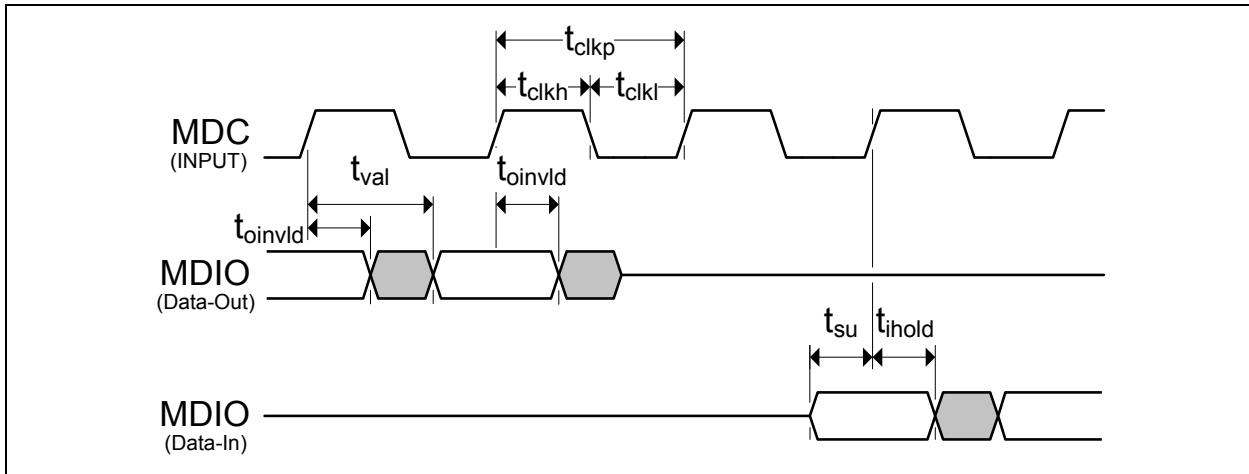 tclkp
tclkh
tclkl
MDC
(INPUT)
tval
toinvld
toinvld
MDIO
(Data-Out)
tsu
tihold
MDIO
(Data-In)